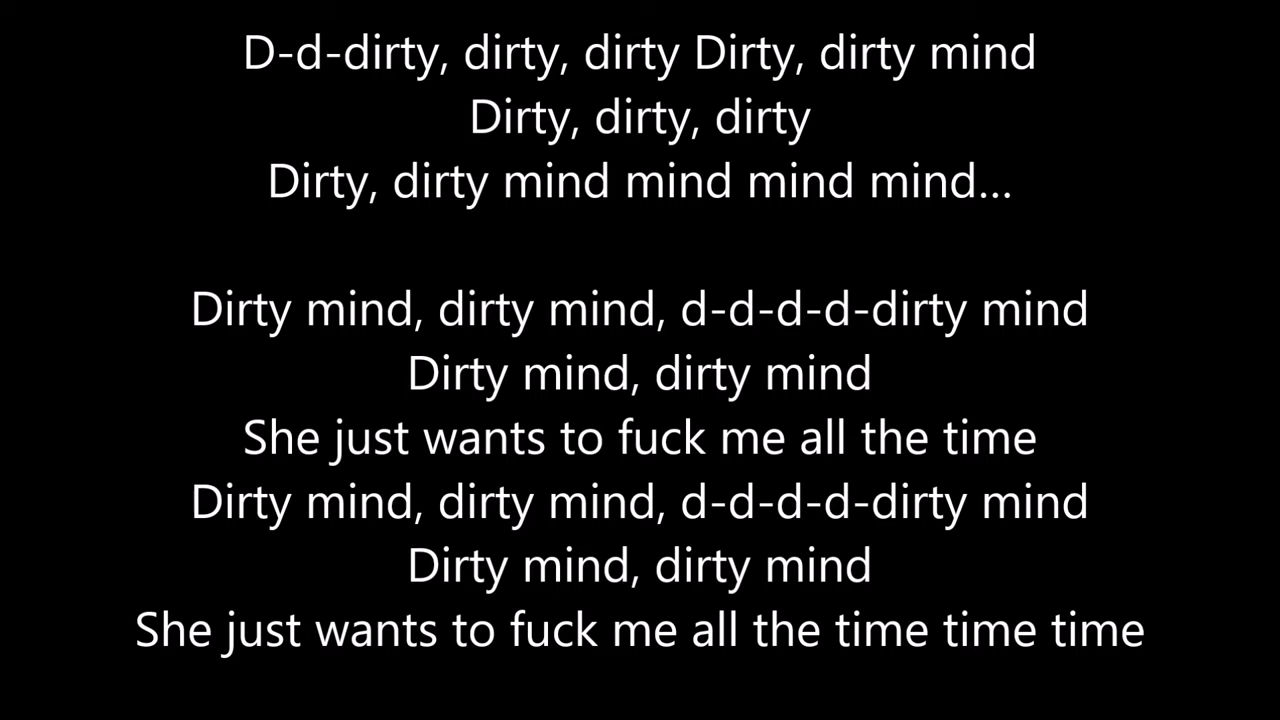 D-d-dirty, dirty, dirty Dirty, dirty mind
Dirty, dirty, dirty
Dirty, dirty mind mind mind mind...
Dirty mind, dirty mind, d-d-d-d-dirty mind
Dirty mind, dirty mind
She just wants to fuck me all the time
Dirty mind, dirty mind, d-d-d-d-dirty mind
Dirty mind, dirty mind
She just wants to fuck me all the time time time